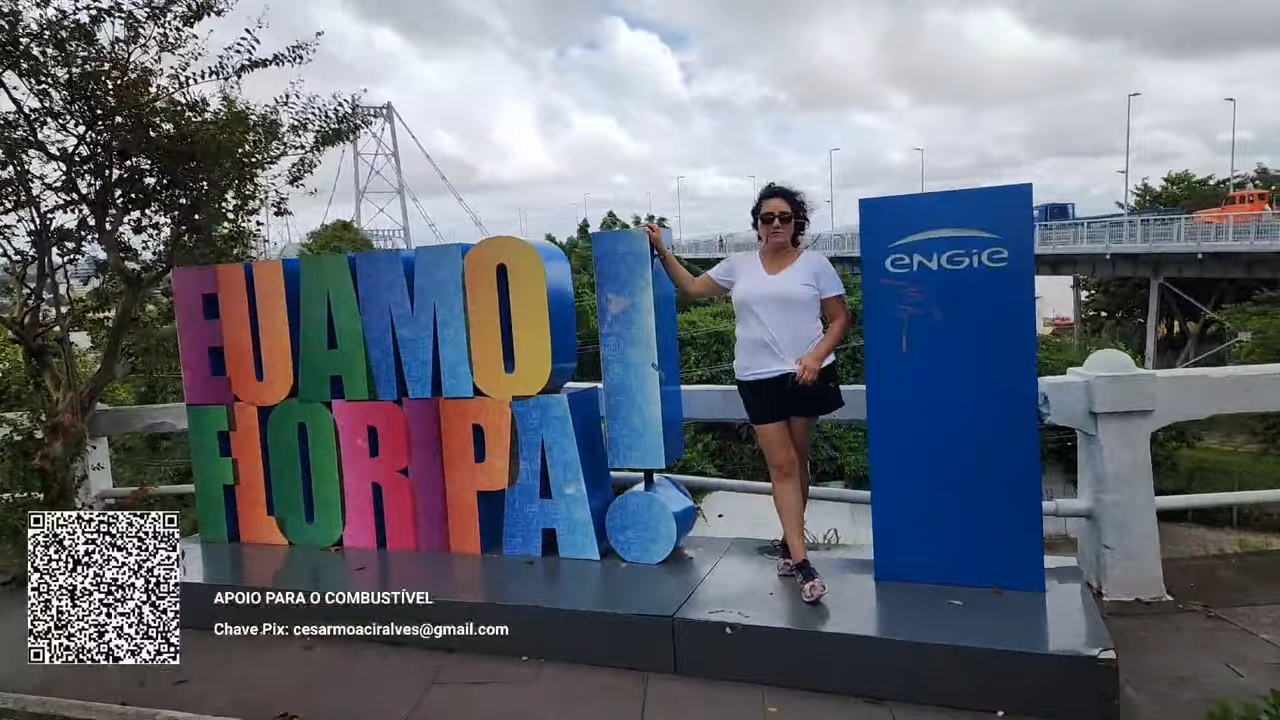 EU AMO
FLORIPA!
ENGIE
APOIO PARA O COMBUSTÍVEL
Chave Pix: cesarmoaciralves@gmail.com